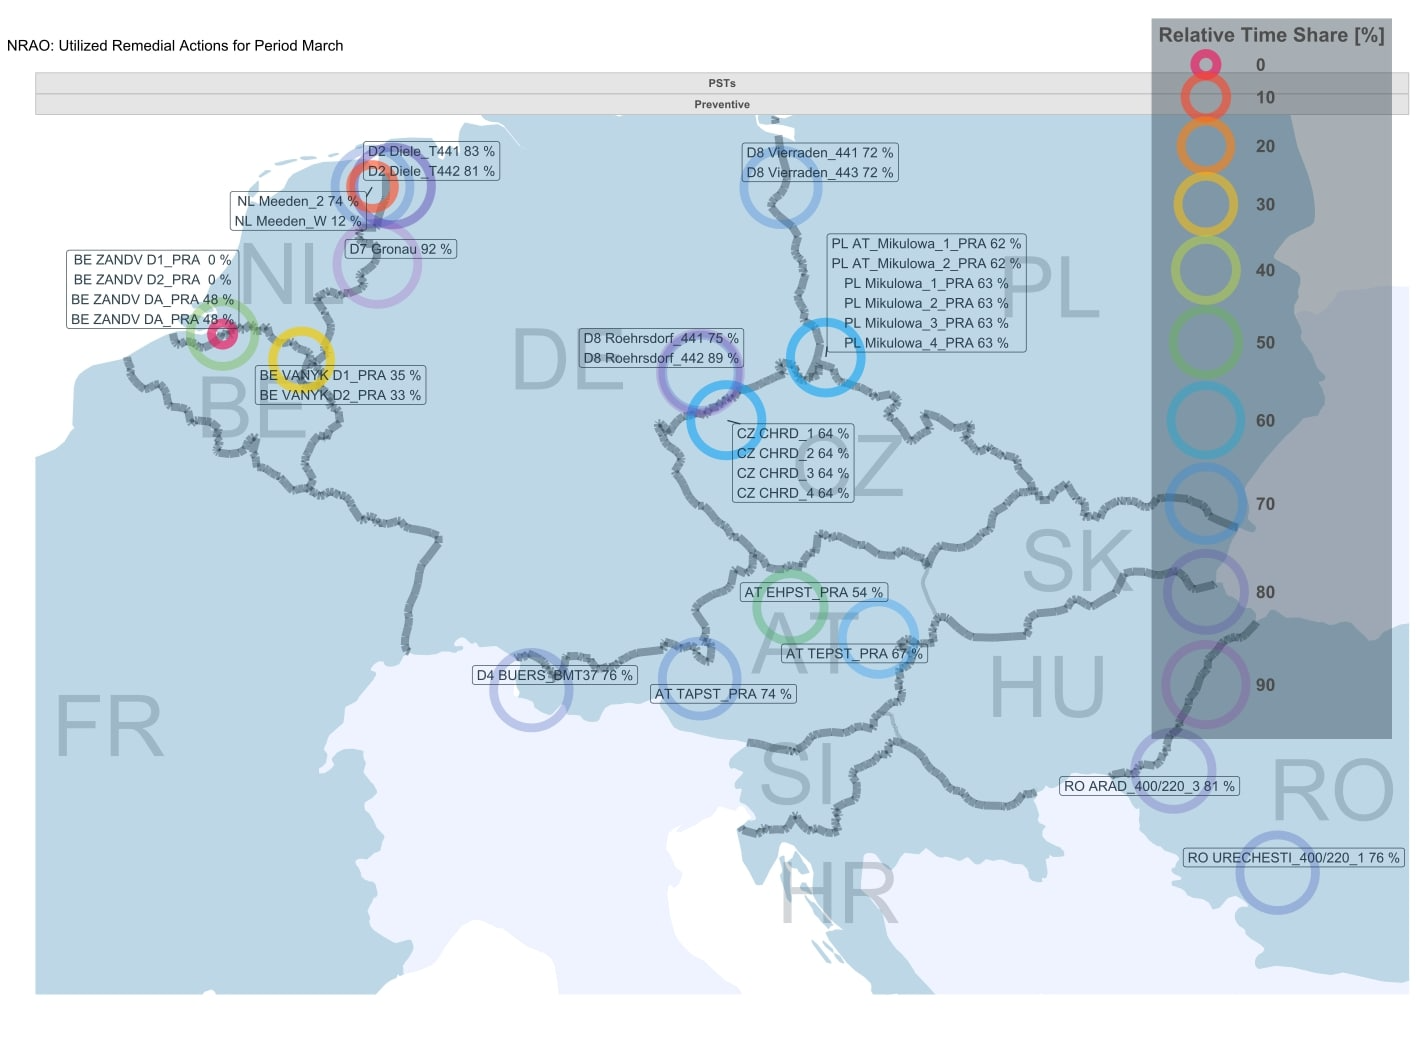 NRAO: Utilized Remedial Actions for Period March
Relative Time Share [%]
0
10
20
30
40
50
60
70
80
90
PSTs
Preventive
D2 Diele_T441 83 %
D2 Diele_T442 81 %
D8 Vierraden_441 72 %
D8 Vierraden_443 72 %
NL Meeden_2 74 %
NL Meeden_W 12 %
D7 Gronau 92 %
NL
BE ZANDV D1_PRA 0 %
BE ZANDV D2_PRA 0 %
BE ZANDV DA_PRA 48 %
BE ZANDV DA_PRA 48 %
PL AT_Mikulowa_1_PRA 62 %
PL AT_Mikulowa_2_PRA 62 %
PL Mikulowa_1_PRA 63 %
PL Mikulowa_2_PRA 63 %
PL Mikulowa_3_PRA 63 %
PL Mikulowa_4_PRA 63 %
PL
D8 Roehrsdorf_441 75 %
D8 Roehrsdorf_442 89 %
DE
BE VANYK D1_PRA 35 %
BE VANYK D2_PRA 33 %
BE
CZ CHRD_1 64 %
CZ CHRD_2 64 %
CZ CHRD_3 64 %
CZ CHRD_4 64 %
CZ
SK
AT EHPST_PRA 54 %
AT
AT TEPST_PRA 67 %
D4 BUERS_BMT37 76 %
AT TAPST_PRA 74 %
HU
FR
SI
RO ARAD_400/220_3 81 %
RO
RO URECHESTI_400/220_1 76 %
HR